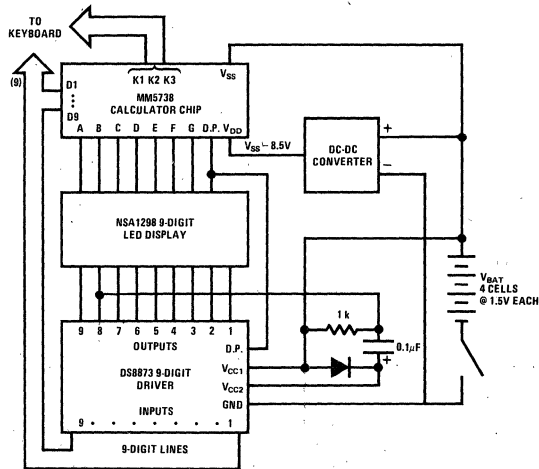 TO
KEYBOARD
(9)
K1 K2 K3
VSS
D1
MM5738
CALCULATOR CHIP
D9
A B C D E F G D.P. VDD
VSS – 8.5V
DC-DC
CONVERTER
+
–
NSA1298 9-DIGIT
LED DISPLAY
VBAT
4 CELLS
@ 1.5V EACH
9 8 7 6 5 4 3 2 1
OUTPUTS
D.P.
1 k
0.1μF
+
DS8873 9-DIGIT
DRIVER
VCC1
VCC2
GND
INPUTS
9 • • • • • • • 1
9-DIGIT LINES